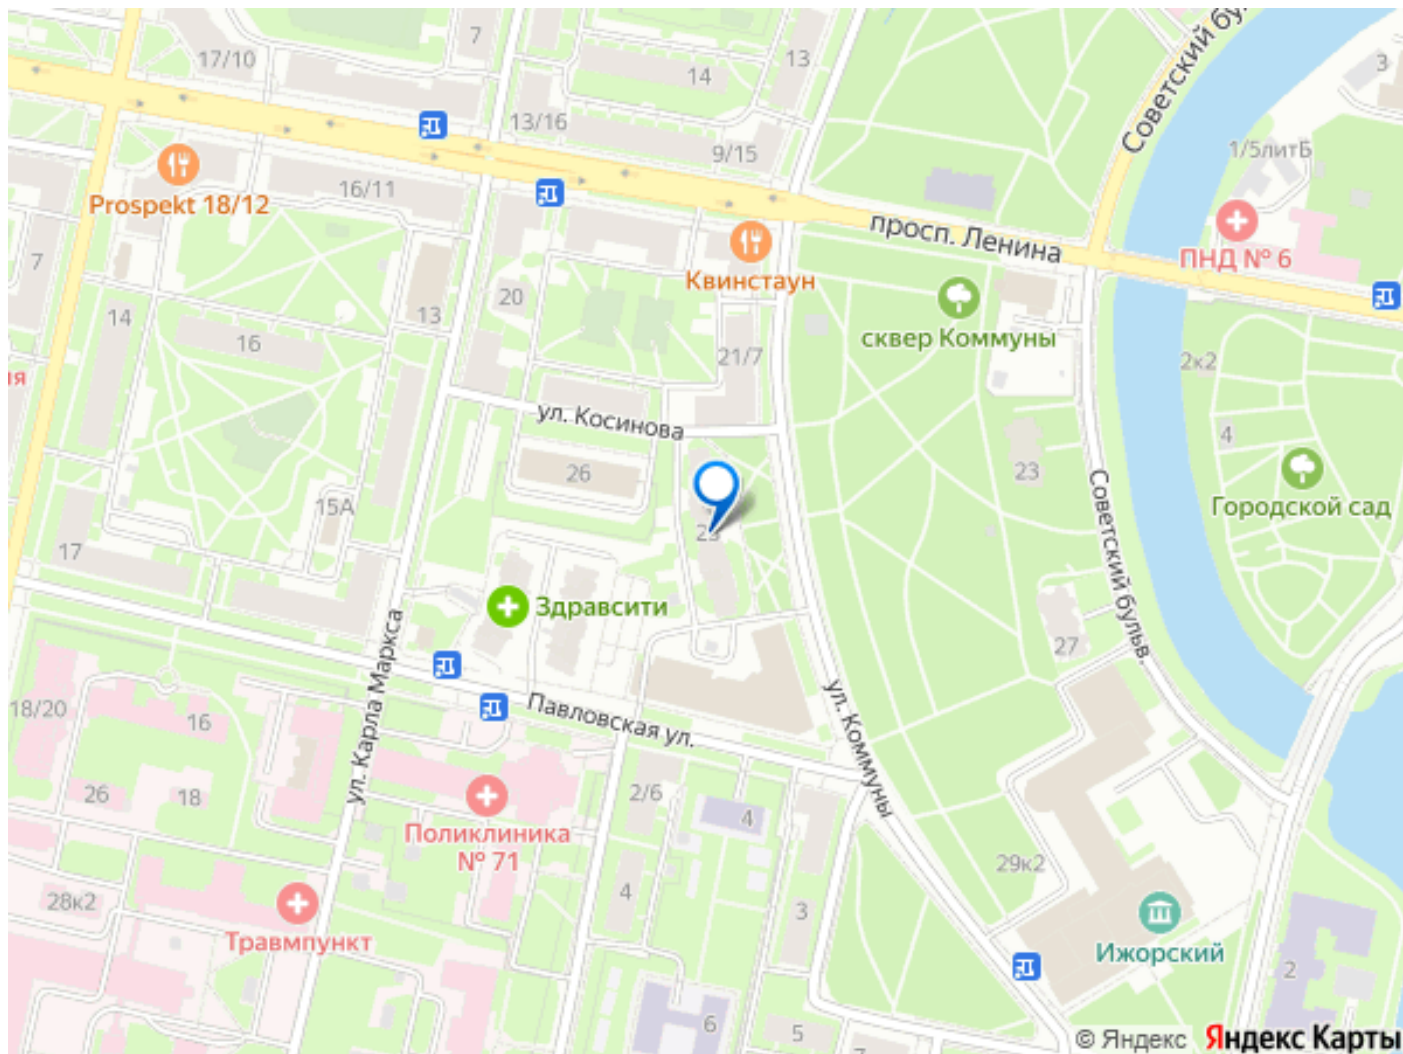 7
17/10
14
13
Советский бу
3
13/16
9/15
1/5литБ
16/11
Prospekt 18/12
просп. Ленина
ПНД № 6
7
Квинстаун
20
13
14
16
сквер Коммуны
21/7
2к2
ия
ул. Косинова
4
26
23
Городской сад
15А
Советский бульв.
17
Здравсити
ул. Карла Маркса
27
18/20
16
Павловская ул.
ул. Коммуны
26
18
2/6
4
Поликлиника
№ 71
29к2
28к2
4
3
Травмпункт
Ижорский
2
6
5
7
© Яндекс Яндекс Карты